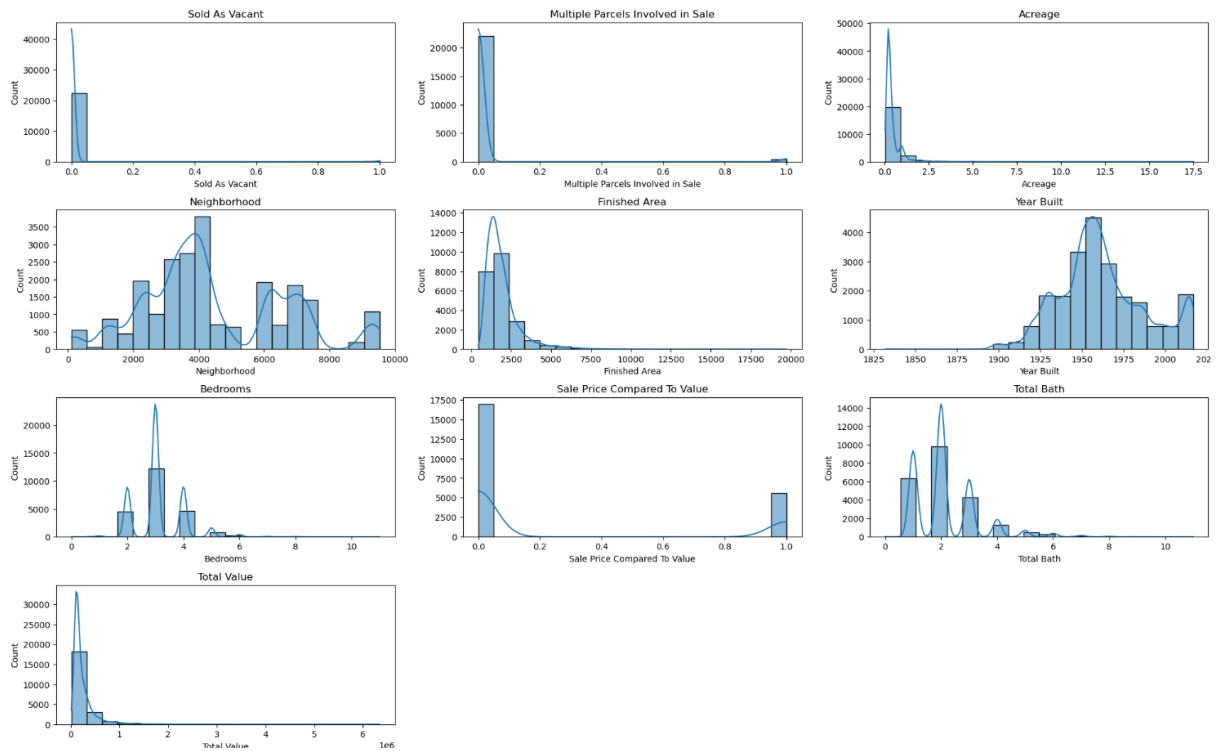 Sold As Vacant
Count
40000
30000
20000
10000
0
0.0 0.2 0.4 0.6 0.8 1.0
Sold As Vacant
Multiple Parcels Involved in Sale
Count
20000
15000
10000
5000
0
0.0 0.2 0.4 0.6 0.8 1.0
Multiple Parcels Involved in Sale
Acreage
Count
50000
40000
30000
20000
10000
0
0.0 2.5 5.0 7.5 10.0 12.5 15.0 17.5
Acreage
Neighborhood
Count
3500
3000
2500
2000
1500
1000
500
0
0 2000 4000 6000 8000 10000
Neighborhood
Finished Area
Count
14000
12000
10000
8000
6000
4000
2000
0
0 2500 5000 7500 10000 12500 15000 17500 20000
Finished Area
Year Built
Count
4000
3000
2000
1000
0
1825 1850 1875 1900 1925 1950 1975 2000 202
Year Built
Bedrooms
Count
20000
15000
10000
5000
0
0 2 4 6 8 10
Bedrooms
Sale Price Compared To Value
Count
17500
15000
12500
10000
7500
5000
2500
0
0.0 0.2 0.4 0.6 0.8 1.0
Sale Price Compared To Value
Total Bath
Count
14000
12000
10000
8000
6000
4000
2000
0
0 2 4 6 8 10
Total Bath
Total Value
Count
30000
25000
20000
15000
10000
5000
0
0 1 2 3 4 5 6
1e6
Total Value